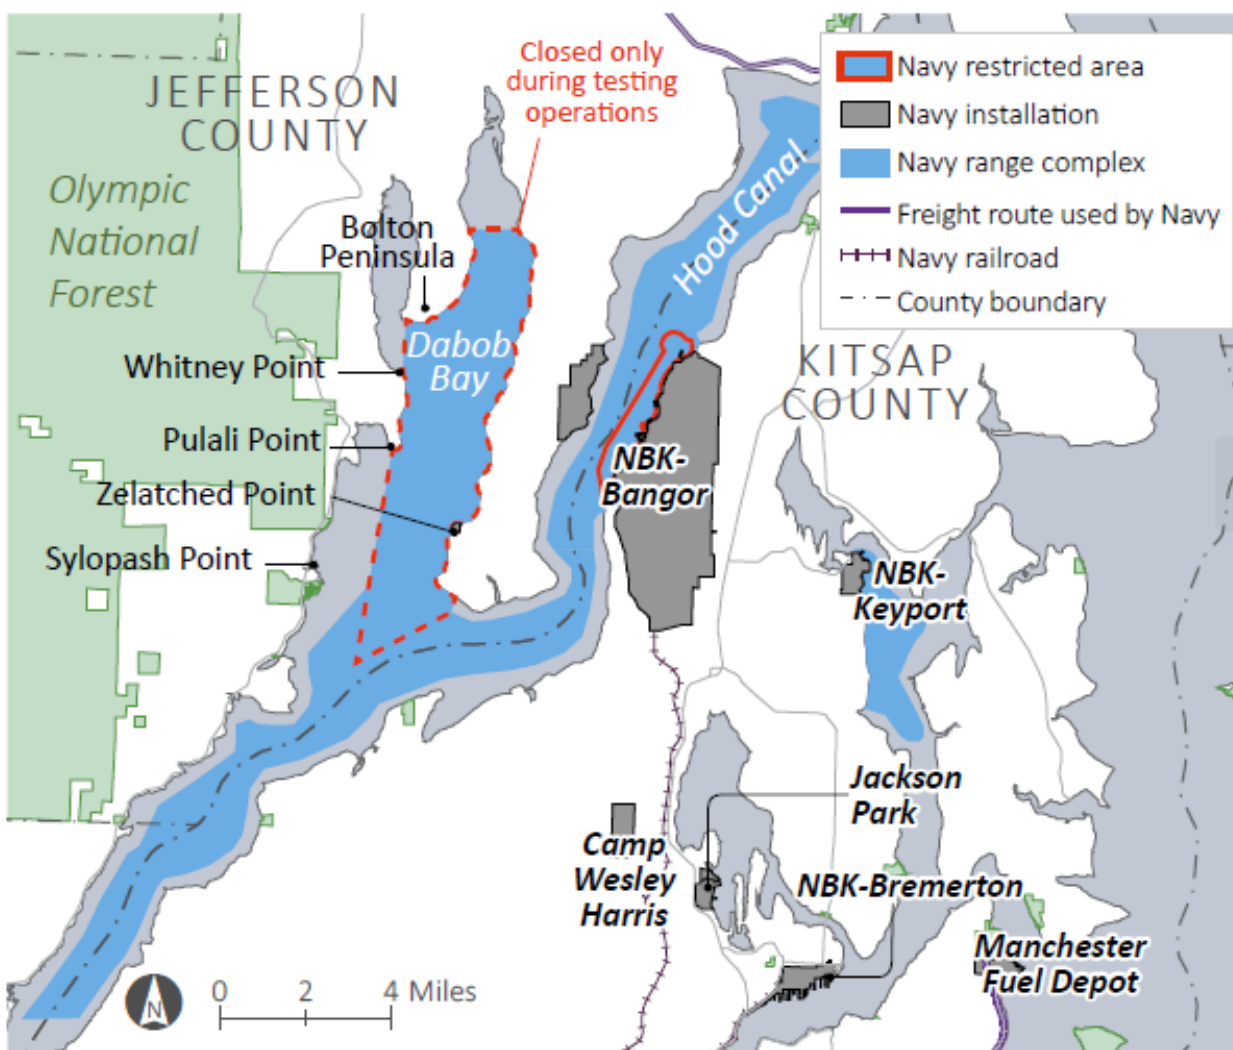 Closed only
during testing
operations
JEFFERSON
COUNTY
Olympic
National
Forest
Bolton
Peninsula
Hood Canal
Dabob
Bay
Whitney Point
Pulali Point
Zelatched Point
Sylopash Point
Navy restricted area
Navy installation
Navy range complex
Freight route used by Navy
Navy railroad
County boundary
KITSAP
COUNTY
NBK-
Bangor
NBK-
Keyport
Jackson
Park
Camp
Wesley
Harris
NBK-Bremerton
Manchester
Fuel Depot
N
0 2 4 Miles